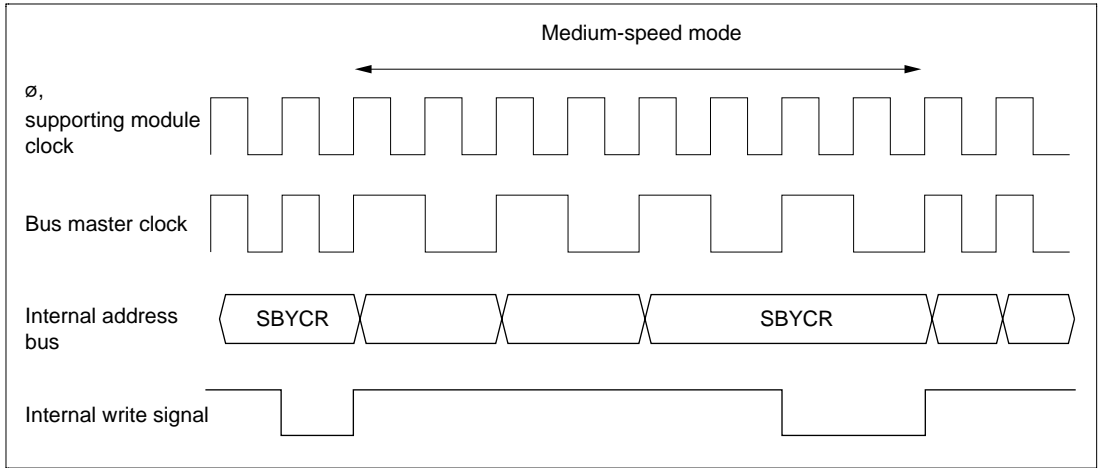 Medium-speed mode
ø,
supporting module
clock
Bus master clock
Internal address
bus
SBYCR
SBYCR
Internal write signal